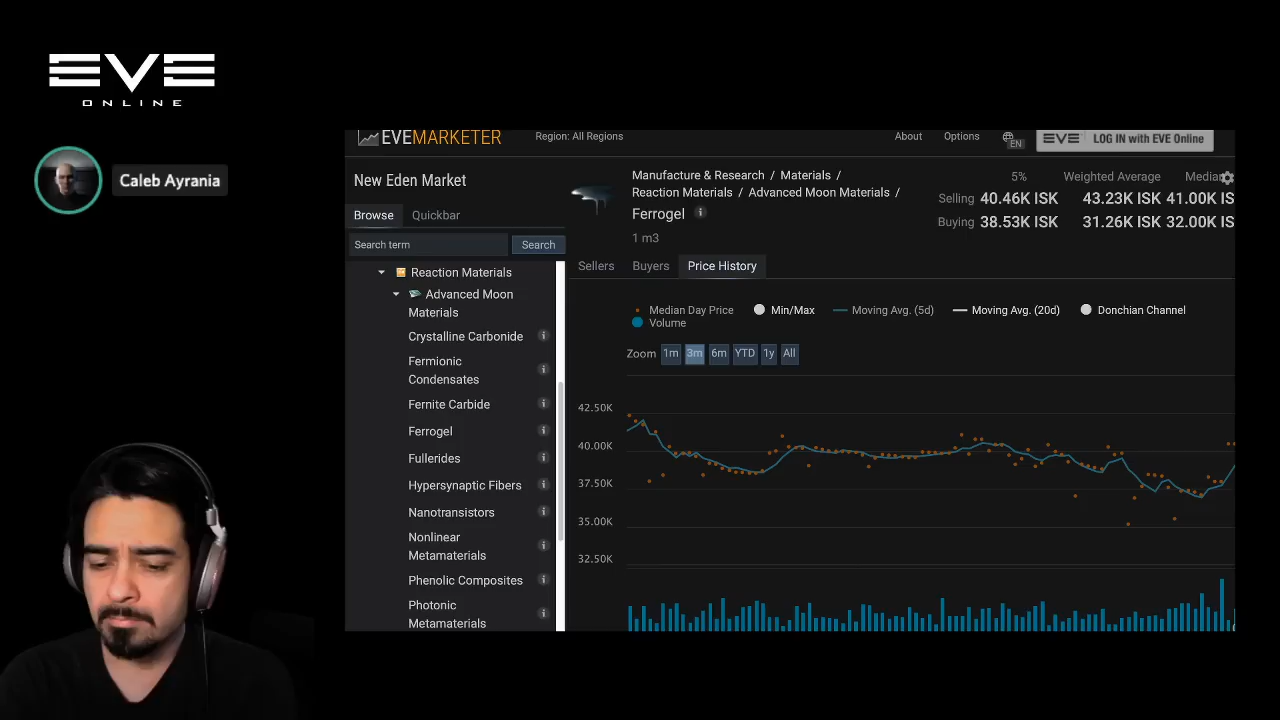 EVE
ONLINE
Caleb Ayrania
EVEMARKETER
Region: All Regions
About
Options
EN
EVE
LOG IN with EVE Online
New Eden Market
Browse
Quickbar
Search term
Search
Reaction Materials
Advanced Moon
Materials
Crystalline Carbonide
Fermionic
Condensates
Fernite Carbide
Ferrogel
Fullerides
Hypersynaptic Fibers
Nanotransistors
Nonlinear
Metamaterials
Phenolic Composites
Photonic
Metamaterials
Manufacture & Research / Materials /
Reaction Materials / Advanced Moon Materials /
Ferrogel
1 m3
5% Weighted Average Media
Selling 40.46K ISK 43.23K ISK 41.00K IS
Buying 38.53K ISK 31.26K ISK 32.00K IS
Sellers
Buyers
Price History
Median Day Price
Min/Max
Moving Avg. (5d)
Moving Avg. (20d)
Donchian Channel
Volume
Zoom 1m 3m 6m YTD 1y All
42.50K
40.00K
37.50K
35.00K
32.50K